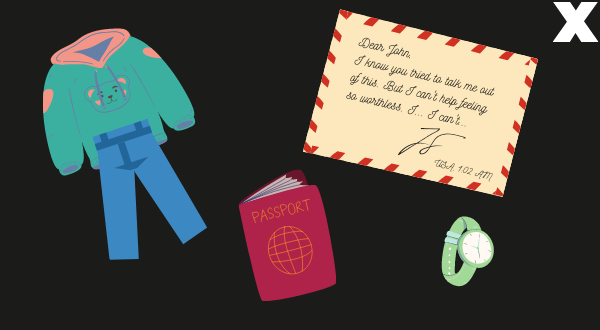 X
Dear John,
I know you tried to talk me out
of this. But I can't help feeling
so worthless. I... I can't...
USA, 1:02 AM
PASSPORT